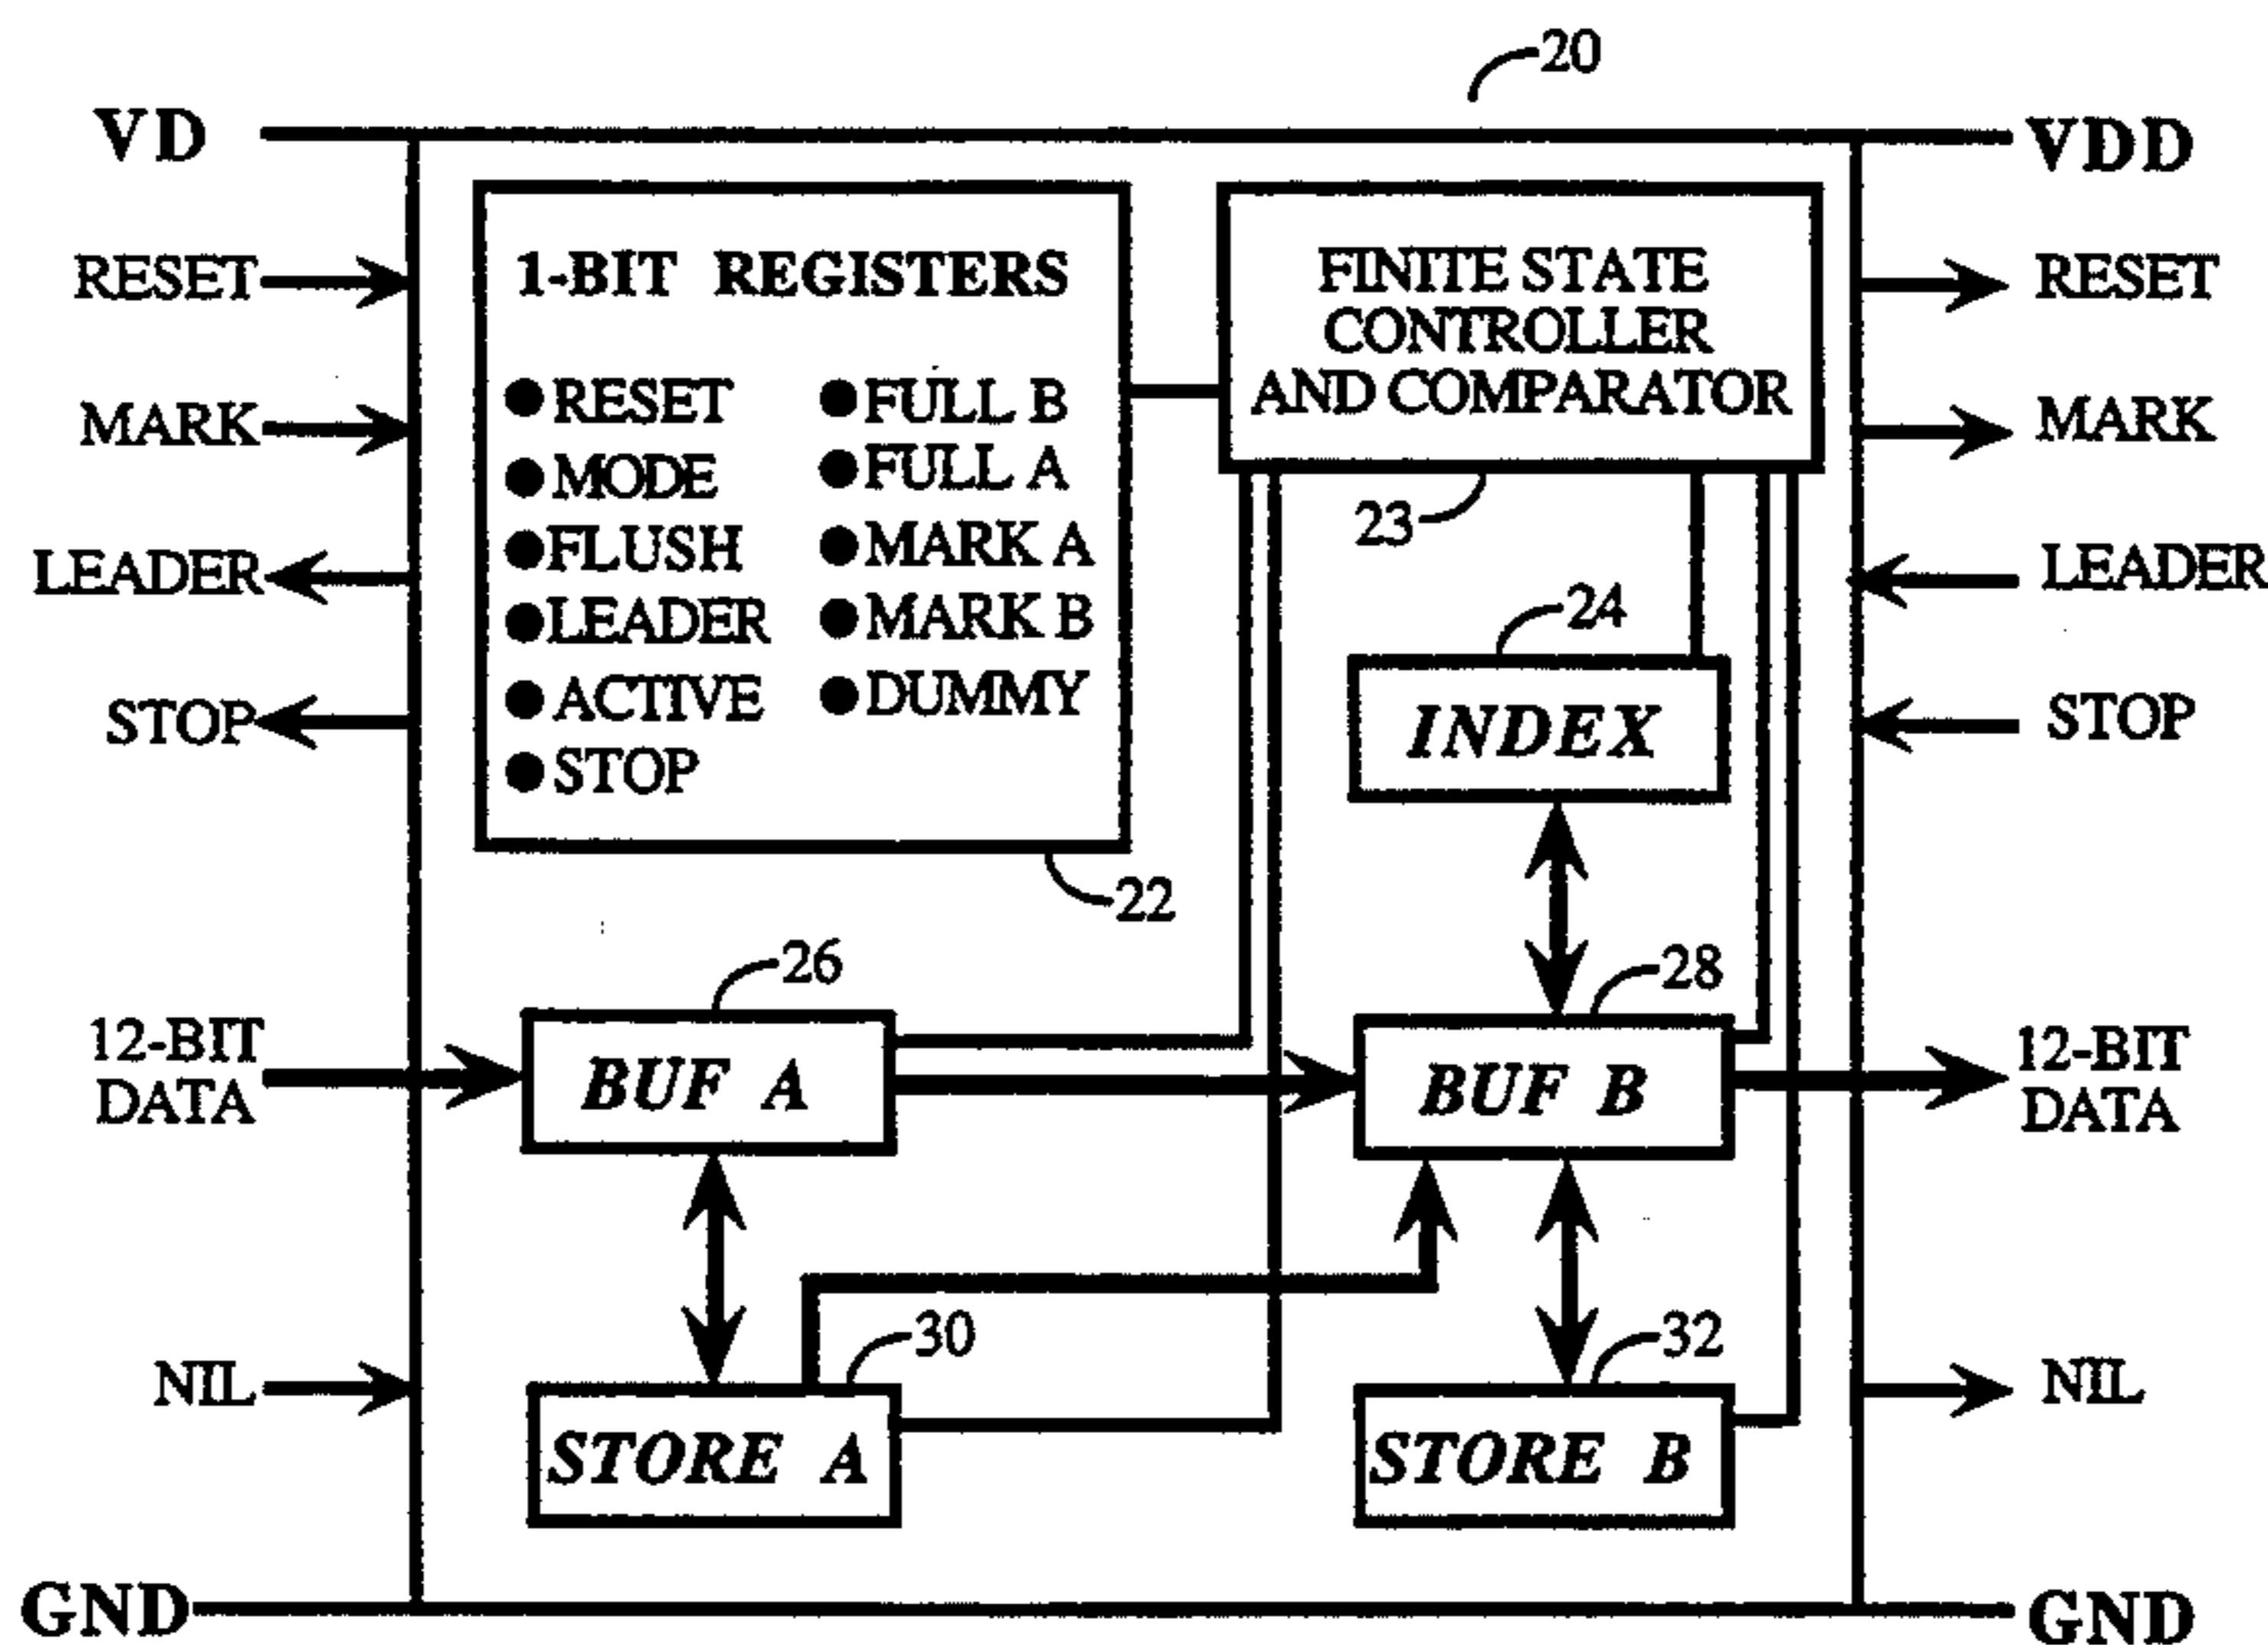 20
VD
VDD
RESET
1-BIT REGISTERS
FINITE STATE
CONTROLLER
AND COMPARATOR
RESET
MARK
RESET
MODE
FLUSH
LEADER
ACTIVE
STOP
FULL B
FULL A
MARK A
MARK B
DUMMY
MARK
23
LEADER
LEADER
24
STOP
INDEX
STOP
22
26
28
12-BIT
DATA
BUF A
BUF B
12-BIT
DATA
30
32
NIL
NIL
STORE A
STORE B
GND
GND